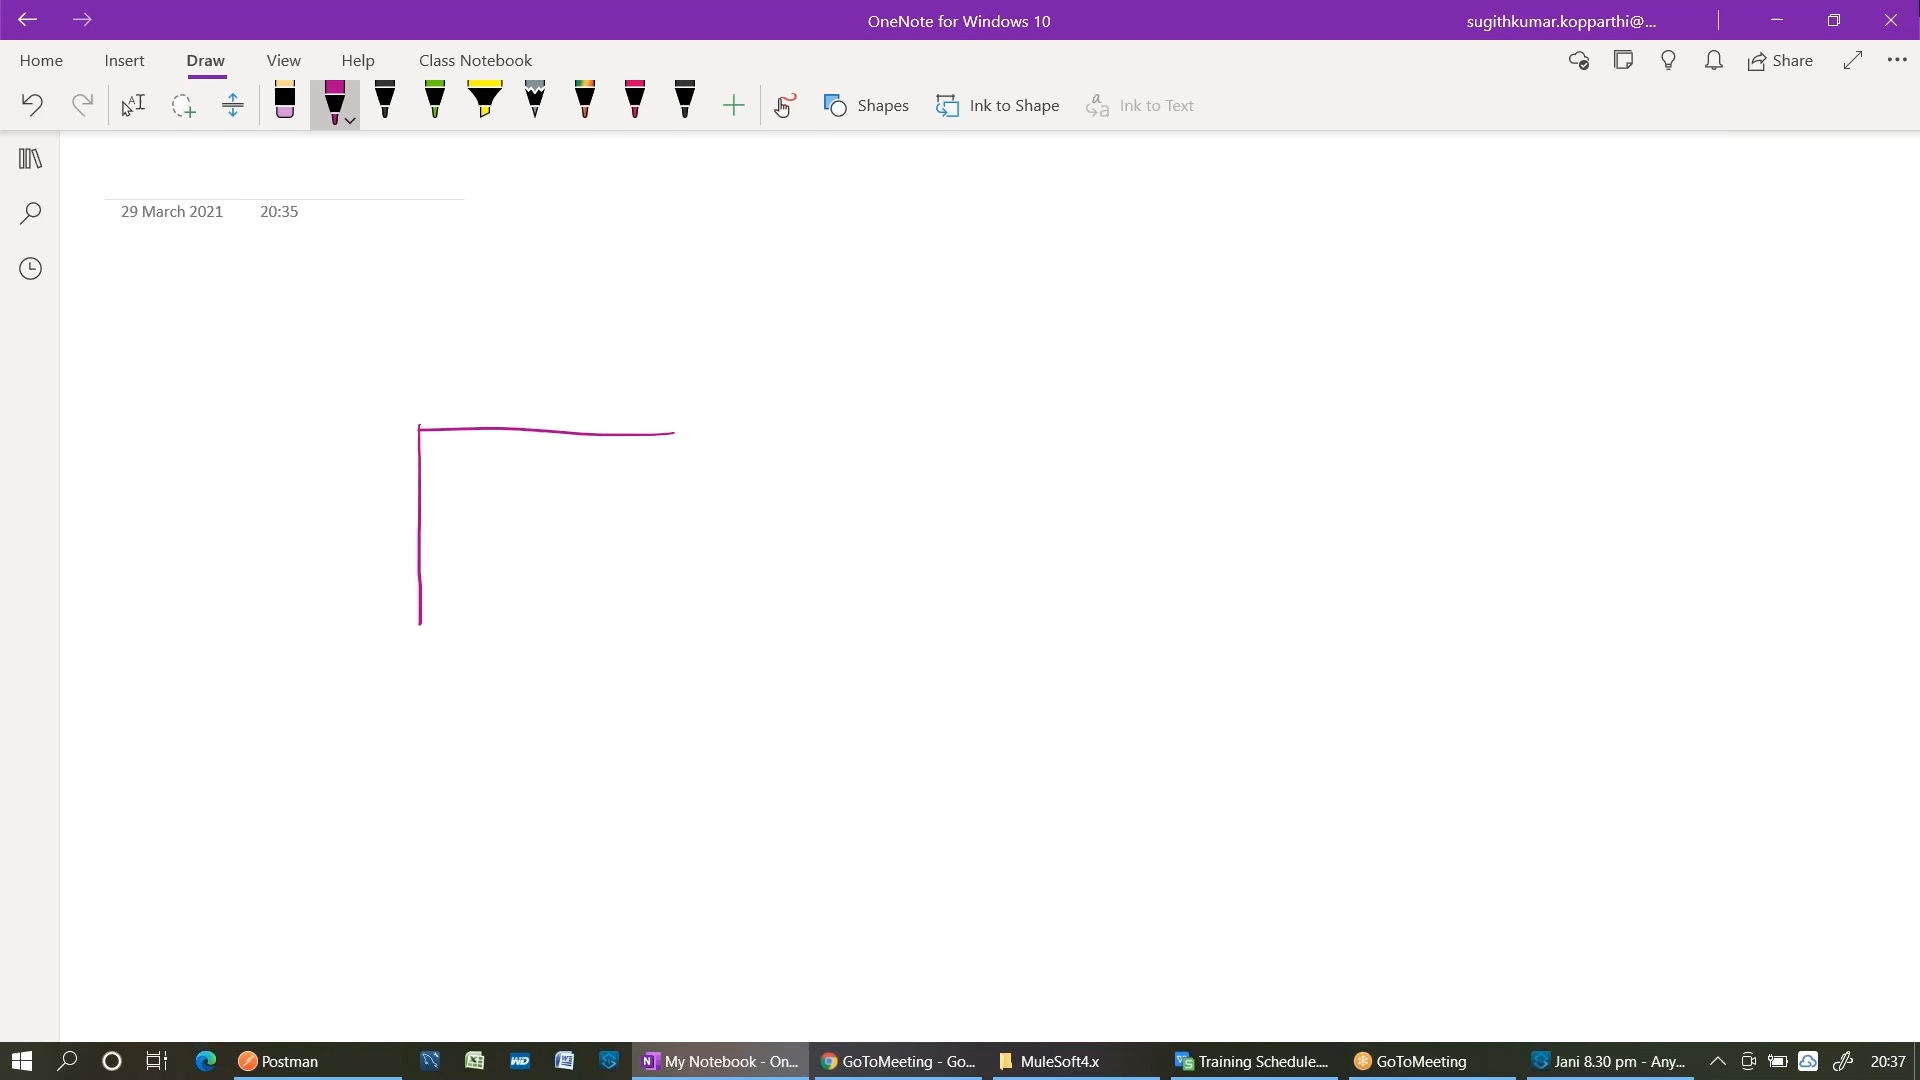 OneNote for Windows 10
sugithkumar.kopparthi@...
Home Insert Draw View Help Class Notebook
Share
Shapes Ink to Shape Ink to Text
29 March 2021 20:35
Postman My Notebook - On... GoToMeeting - Go... MuleSoft4.x Training Schedule.... GoToMeeting Jani 8.30 pm - Any... 20:37